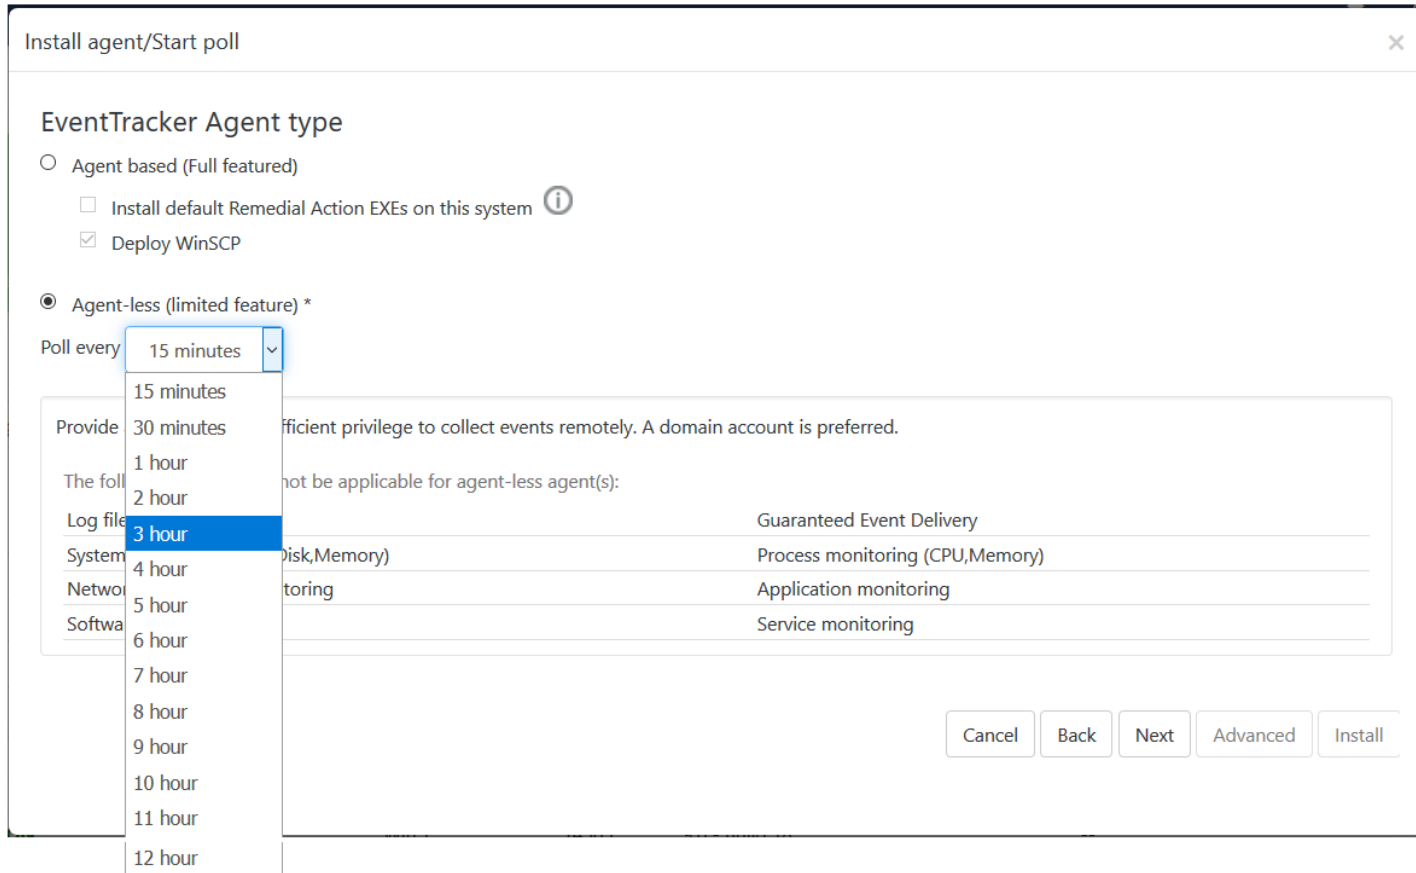 Install agent/Start poll
×
EventTracker Agent type
Agent based (Full featured)
Install default Remedial Action EXEs on this system
Deploy WinSCP
Agent-less (limited feature) *
Poll every 15 minutes
15 minutes
30 minutes
1 hour
2 hour
3 hour
4 hour
5 hour
6 hour
7 hour
8 hour
9 hour
10 hour
11 hour
12 hour
Provide fficient privilege to collect events remotely. A domain account is preferred.
The foll not be applicable for agent-less agent(s):
Log file Guaranteed Event Delivery
System Disk,Memory) Process monitoring (CPU,Memory)
Networ toring Application monitoring
Softwa Service monitoring
Cancel Back Next Advanced Install